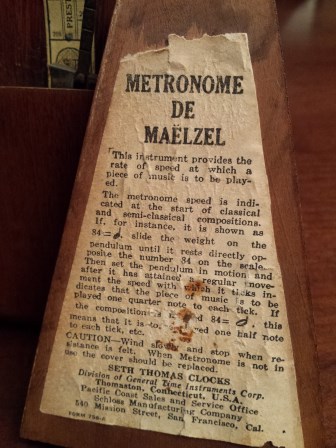 PREST
METRONOME
DE
MAËLZEL
This instrument provides the
rate of speed at which a
piece of music is to be play-
ed.
The metronome speed is indi-
cated at the start of classical
and semi-classical compositions.
If, for instance, it is shown as
84=♩ slide the weight on the
pendulum until it rests directly op-
posite the number 84 on the scale.
Then set the pendulum in motion and
after it has attained a regular move-
ment the speed with which it ticks in-
dicates that the piece of music is to be
played one quarter note to each tick. If
the composition is 84=𝅗𝅥, this
means that it is to one half note
to each tick, etc.
CAUTION—Wind slowly and stop when re-
sistance is felt. When Metronome is not in
use the cover should be replaced.
SETH THOMAS CLOCKS
Division of General Time Instruments Corp.
Thomaston, Connecticut, U.S.A.
Pacific Coast Sales and Service Office
Schloss Manufacturing Company
540 Mission Street, San Francisco, Cal.
FORM